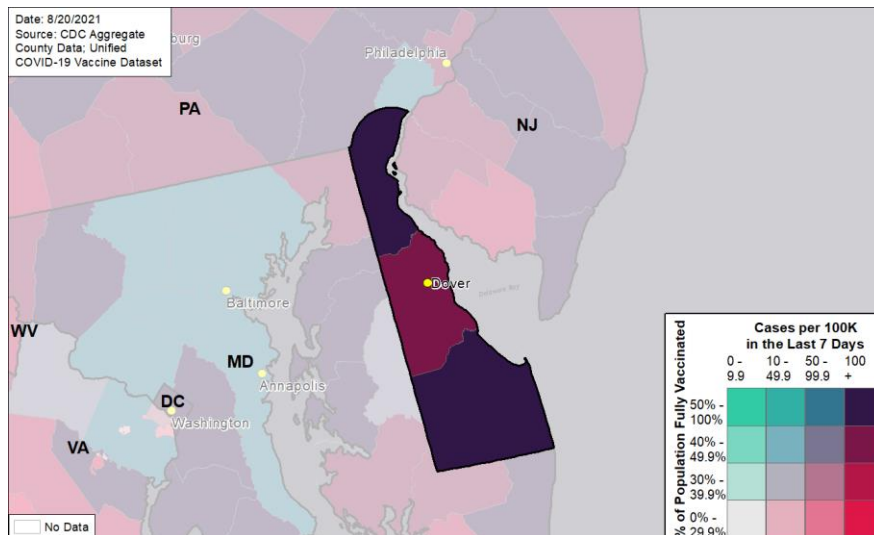 Date: 8/20/2021
Source: CDC Aggregate
County Data; Unified
COVID-19 Vaccine Dataset
burg
Philadelphia
PA
NJ
Dover
Delaware Bay
Baltimore
WV
MD
Annapolis
DC
Washington
VA
No Data
Cases per 100K
in the Last 7 Days
0 -
9.9
10 -
49.9
50 -
99.9
100
+
% of Population Fully Vaccinated
50% -
100%
40% -
49.9%
30% -
39.9%
0% -
29.9%